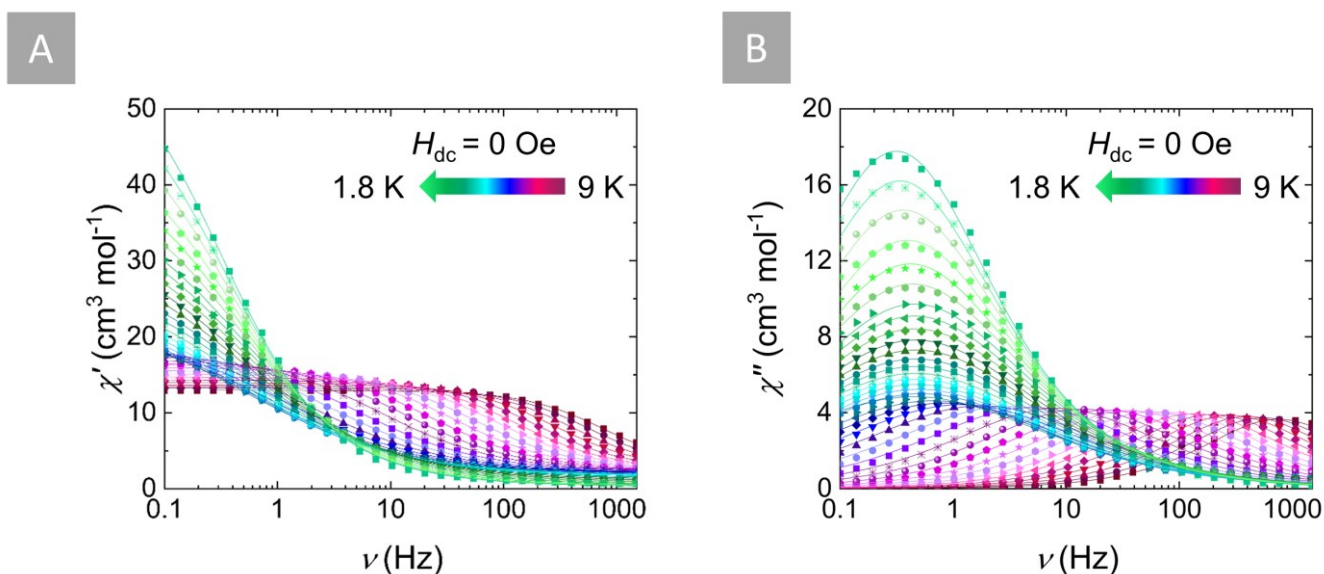 A
B
50
40
30
20
10
0
χ′ (cm³ mol⁻¹)
H_dc = 0 Oe
1.8 K
9 K
0.1
1
10
100
1000
ν (Hz)
20
16
12
8
4
0
χ″ (cm³ mol⁻¹)
H_dc = 0 Oe
1.8 K
9 K
0.1
1
10
100
1000
ν (Hz)